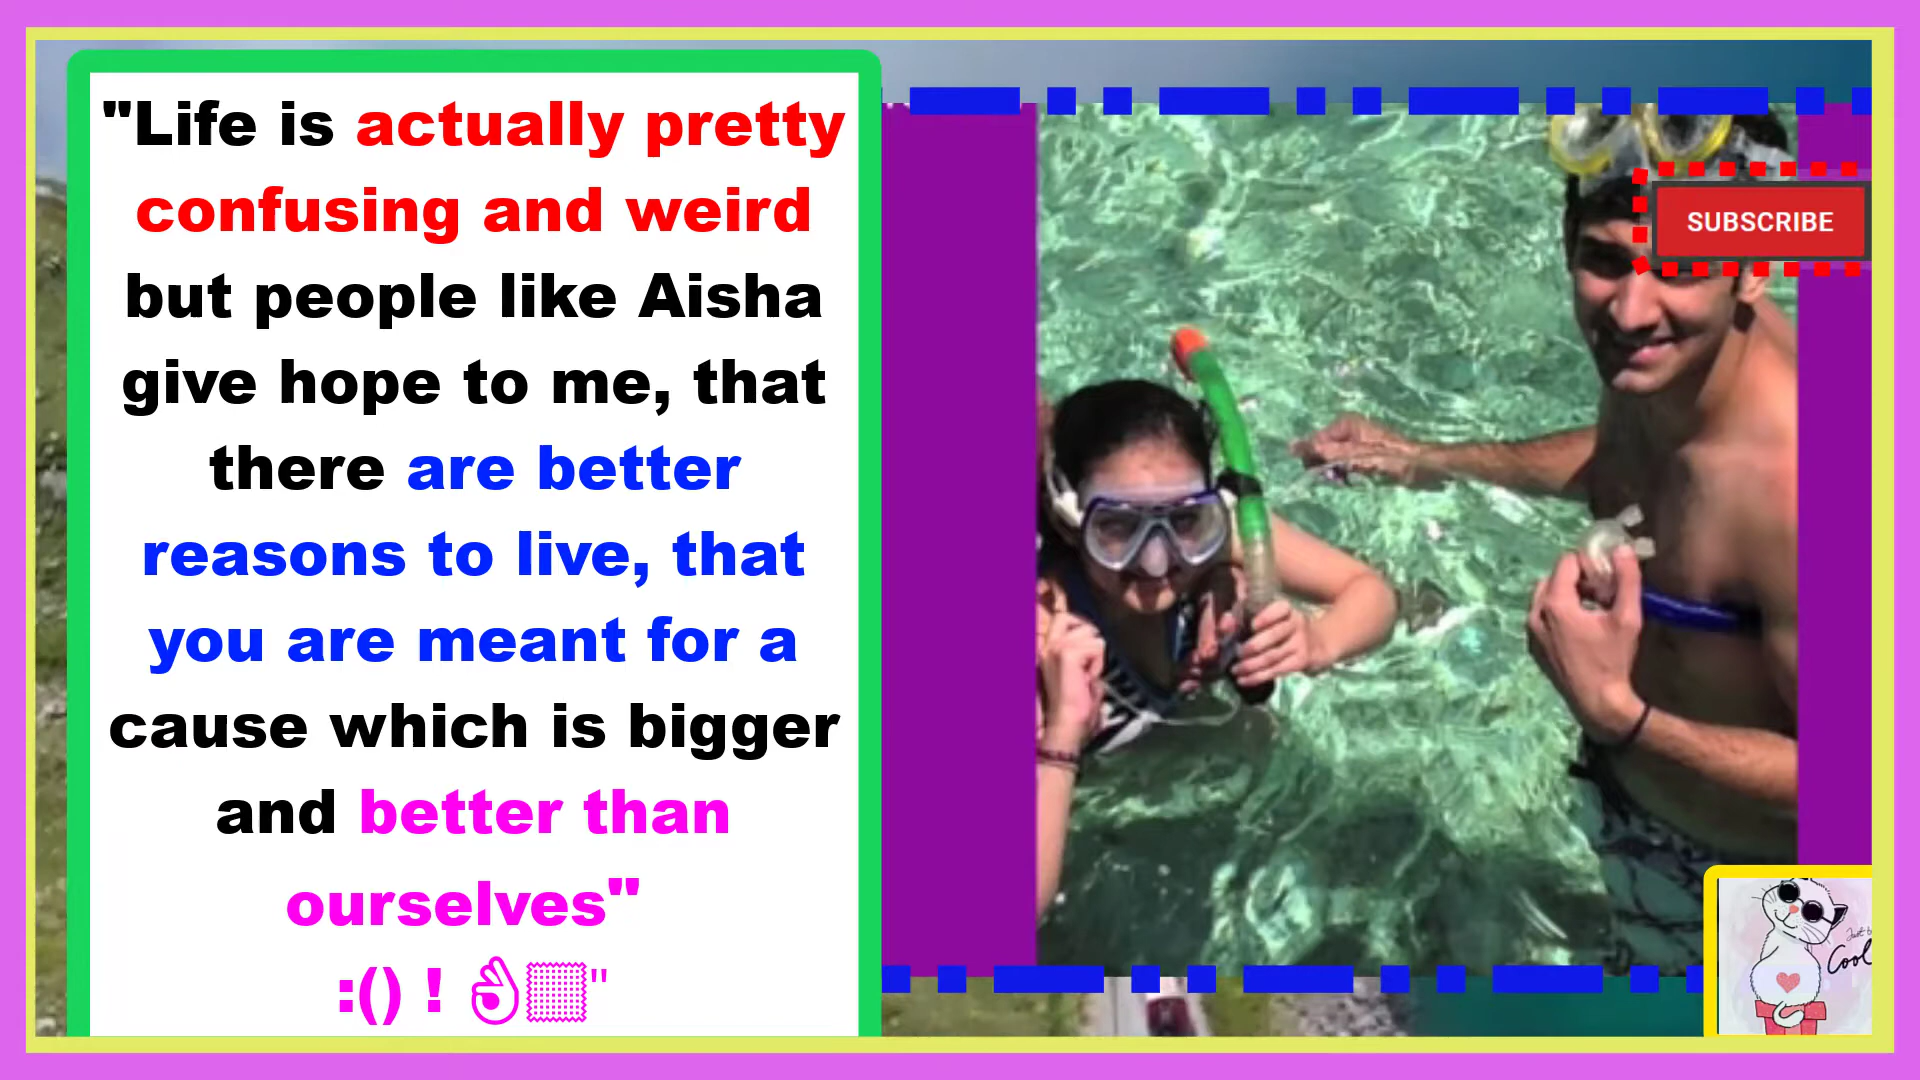 "Life is actually pretty
confusing and weird
but people like Aisha
give hope to me, that
there are better
reasons to live, that
you are meant for a
cause which is bigger
and better than
ourselves"
:() ! 👌"
SUBSCRIBE
Cool